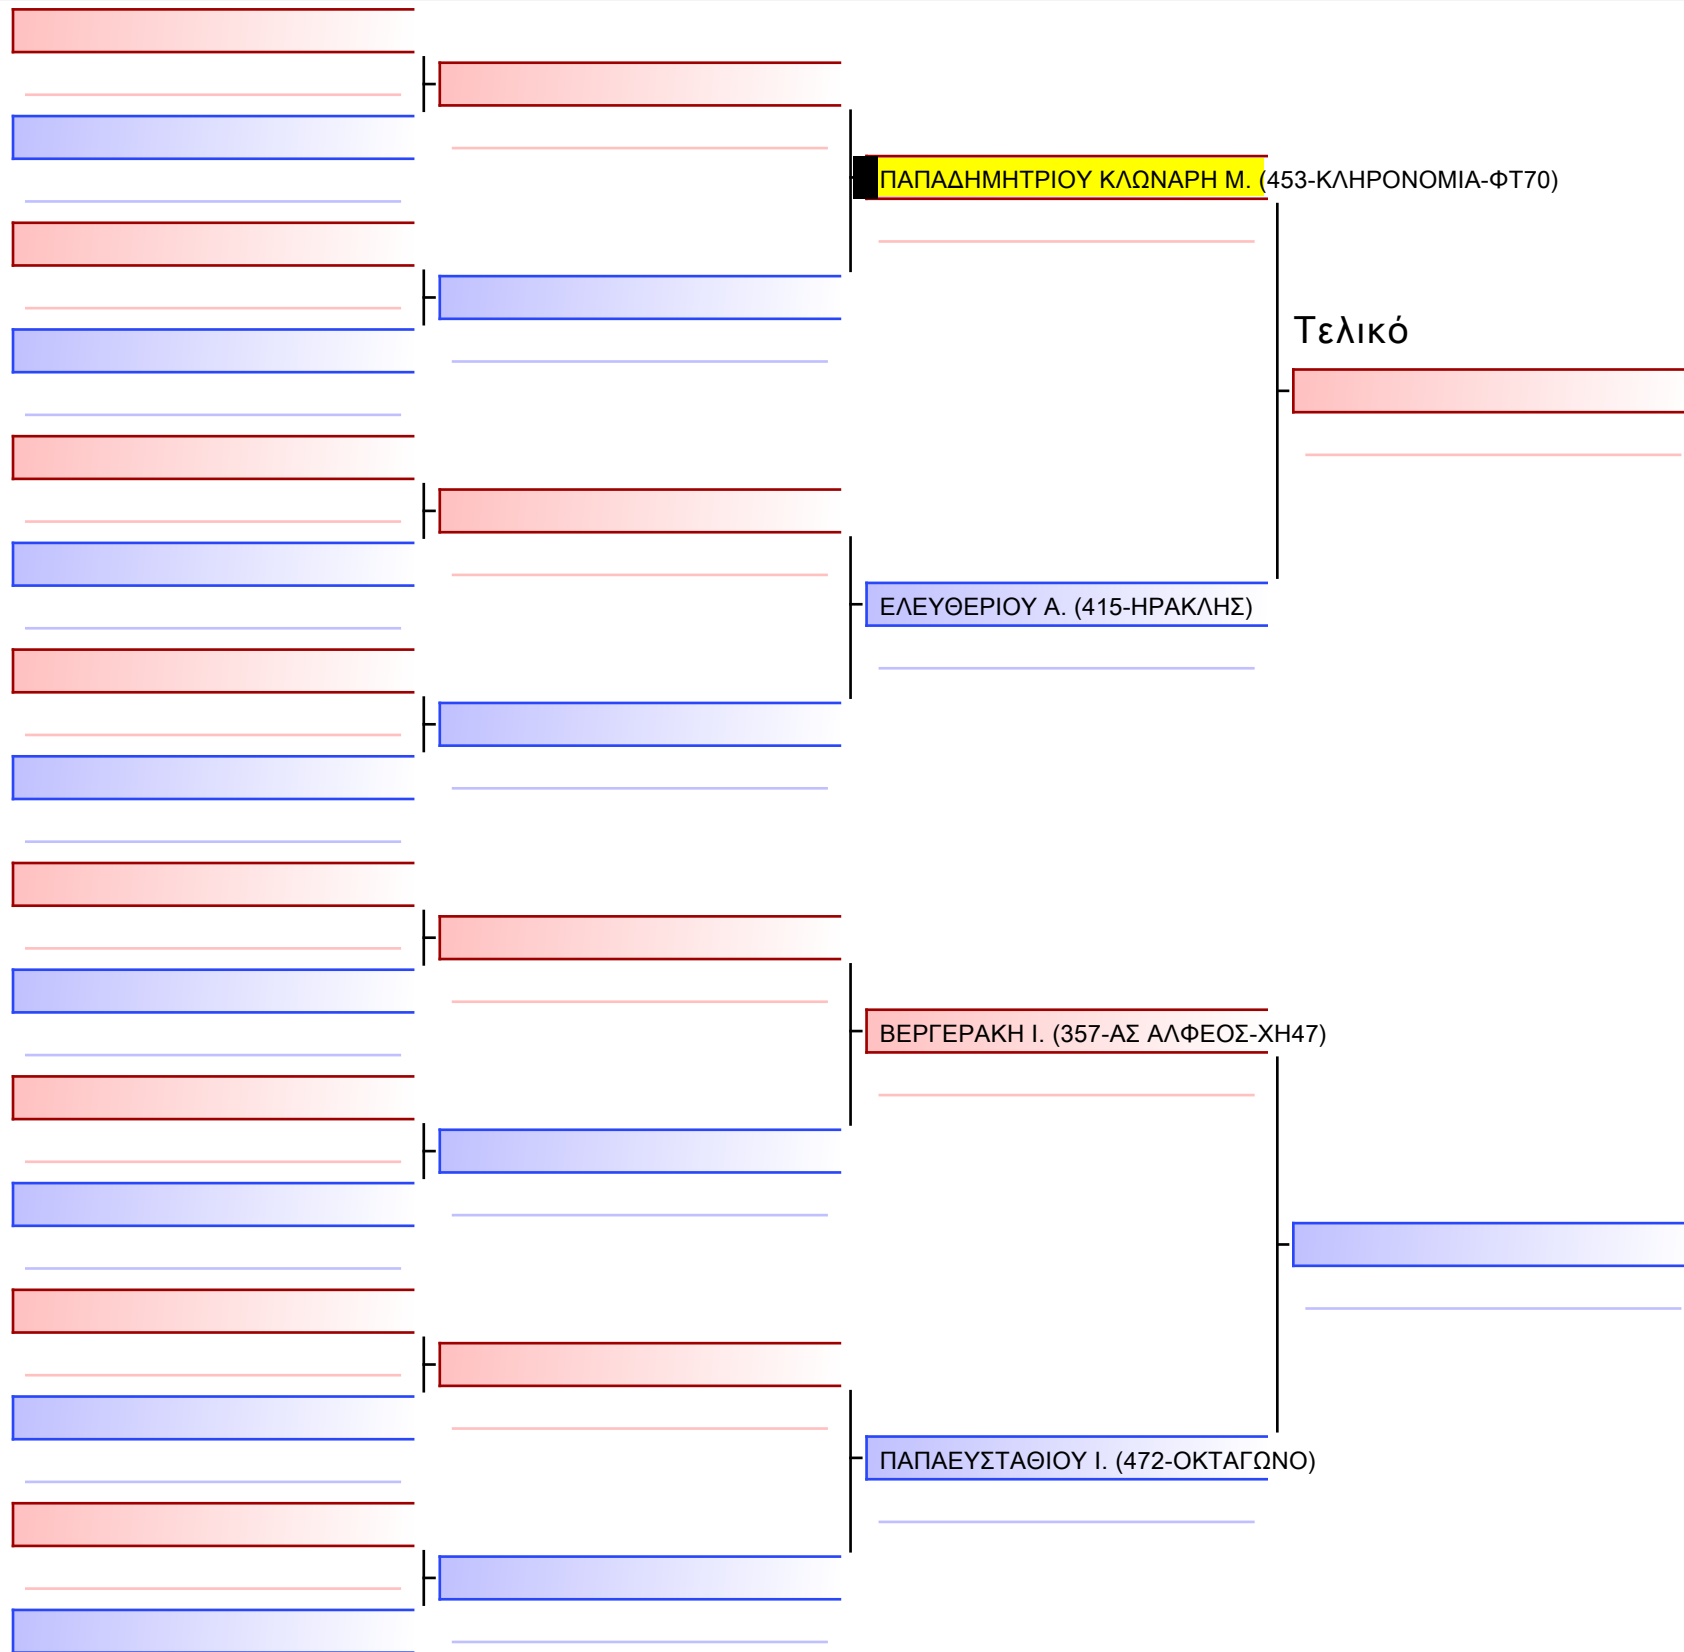 ΠΑΠΑΔΗΜΗΤΡΙΟΥ ΚΛΩΝΑΡΗ Μ. (453-ΚΛΗΡΟΝΟΜΙΑ-ΦΤ70)
Τελικό
ΕΛΕΥΘΕΡΙΟΥ Α. (415-ΗΡΑΚΛΗΣ)
ΒΕΡΓΕΡΑΚΗ Ι. (357-ΑΣ ΑΛΦΕΟΣ-ΧΗ47)
ΠΑΠΑΕΥΣΤΑΘΙΟΥ Ι. (472-ΟΚΤΑΓΩΝΟ)